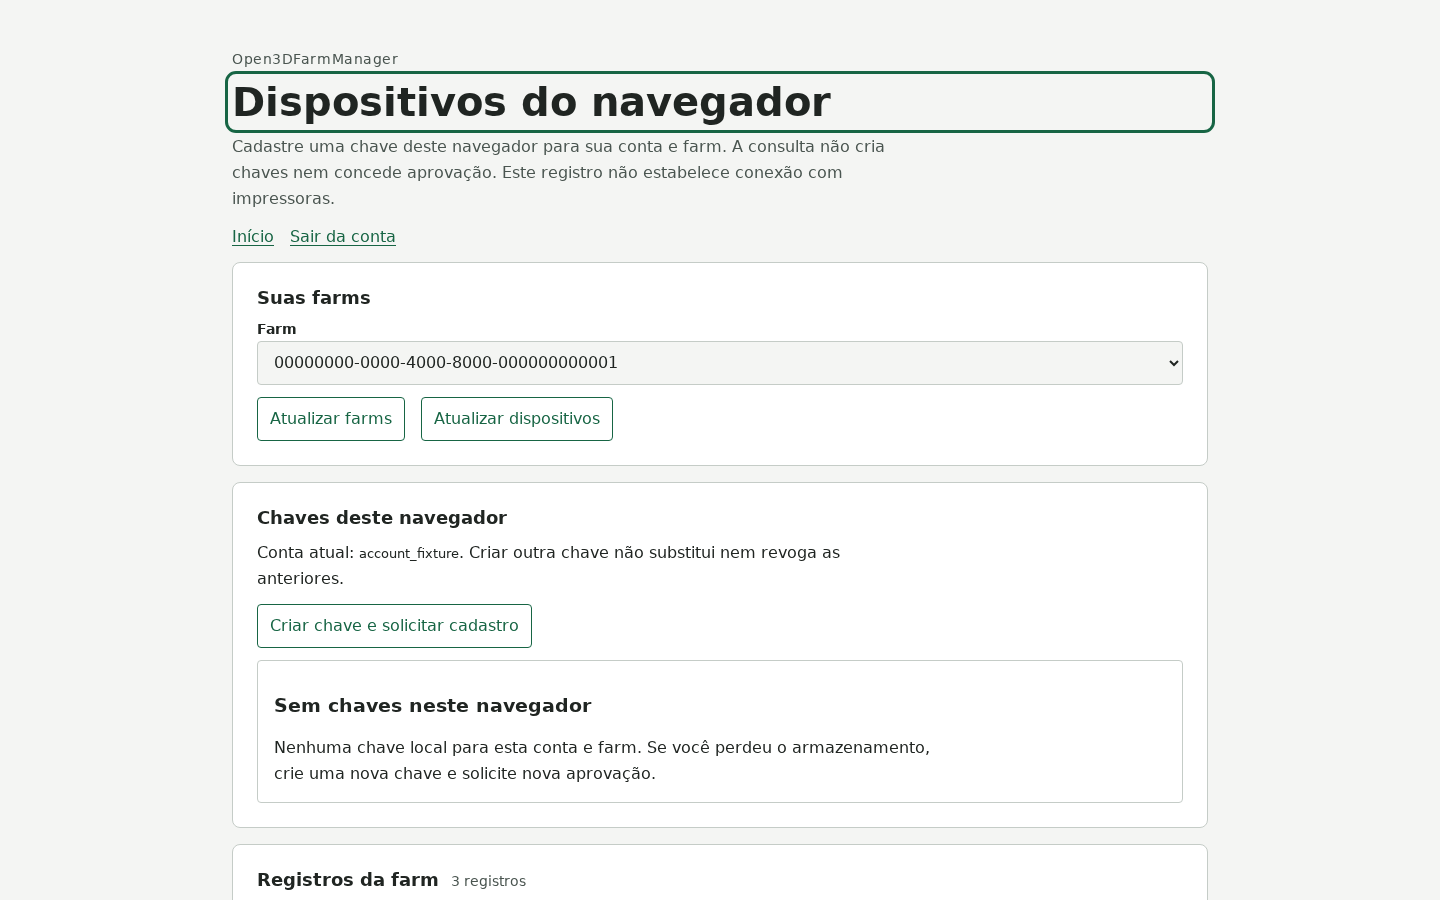 Open3DFarmManager
Dispositivos do navegador
Cadastre uma chave deste navegador para sua conta e farm. A consulta não cria
chaves nem concede aprovação. Este registro não estabelece conexão com
impressoras.
Início Sair da conta
Suas farms
Farm
00000000-0000-4000-8000-000000000001
Atualizar farms Atualizar dispositivos
Chaves deste navegador
Conta atual: account_fixture. Criar outra chave não substitui nem revoga as
anteriores.
Criar chave e solicitar cadastro
Sem chaves neste navegador
Nenhuma chave local para esta conta e farm. Se você perdeu o armazenamento,
crie uma nova chave e solicite nova aprovação.
Registros da farm 3 registros